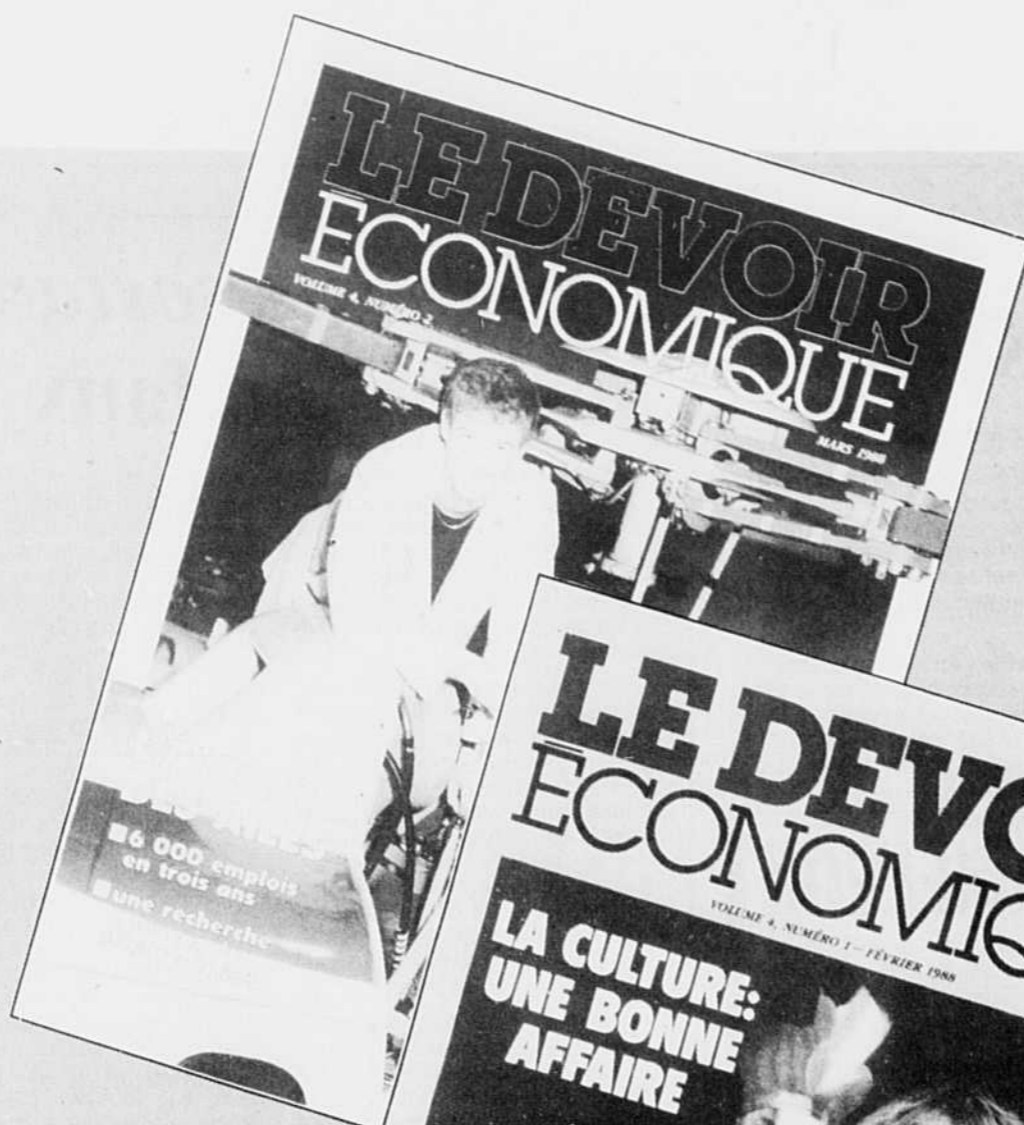 LE DEVOIR
ÉCONOMIQUE
VOLUME 4, NUMÉRO 2
MARS 1988
■6 000 emplois
en trois ans
■une recherche
LE DEVO
ÉCONOMIQ
VOLUME 4, NUMÉRO 1 — FÉVRIER 1988
LA CULTURE:
UNE BONNE
AFFAIRE